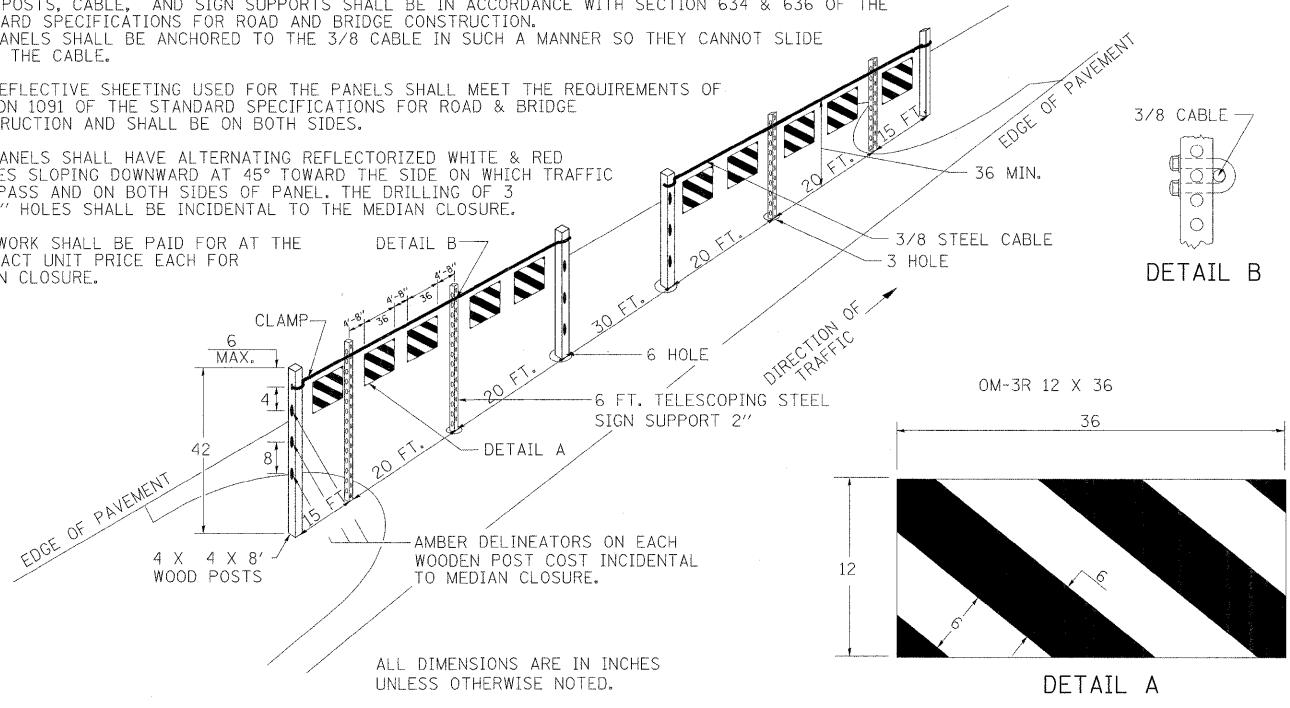 POSTS, CABLE, AND SIGN SUPPORTS SHALL BE IN ACCORDANCE WITH SECTION 634 & 636 OF THE
ARD SPECIFICATIONS FOR ROAD AND BRIDGE CONSTRUCTION.
ANELS SHALL BE ANCHORED TO THE 3/8 CABLE IN SUCH A MANNER SO THEY CANNOT SLIDE
THE CABLE.
EFLECTIVE SHEETING USED FOR THE PANELS SHALL MEET THE REQUIREMENTS OF
ON 1091 OF THE STANDARD SPECIFICATIONS FOR ROAD & BRIDGE
RUCTION AND SHALL BE ON BOTH SIDES.
ANELS SHALL HAVE ALTERNATING REFLECTORIZED WHITE & RED
ES SLOPING DOWNWARD AT 45° TOWARD THE SIDE ON WHICH TRAFFIC
PASS AND ON BOTH SIDES OF PANEL. THE DRILLING OF 3
" HOLES SHALL BE INCIDENTAL TO THE MEDIAN CLOSURE.
WORK SHALL BE PAID FOR AT THE
ACT UNIT PRICE EACH FOR
N CLOSURE.
DETAIL B
4'-8"
36
4'-8"
36
4'-8"
CLAMP
6
MAX.
4
42
8
15 FT.
20 FT.
20 FT.
30 FT.
20 FT.
20 FT.
15 FT.
EDGE OF PAVEMENT
EDGE OF PAVEMENT
36 MIN.
3/8 STEEL CABLE
3 HOLE
6 HOLE
DIRECTION OF
TRAFFIC
6 FT. TELESCOPING STEEL
SIGN SUPPORT 2"
DETAIL A
4 X 4 X 8'
WOOD POSTS
AMBER DELINEATORS ON EACH
WOODEN POST COST INCIDENTAL
TO MEDIAN CLOSURE.
ALL DIMENSIONS ARE IN INCHES
UNLESS OTHERWISE NOTED.
3/8 CABLE
DETAIL B
OM-3R 12 X 36
36
12
6
6
DETAIL A